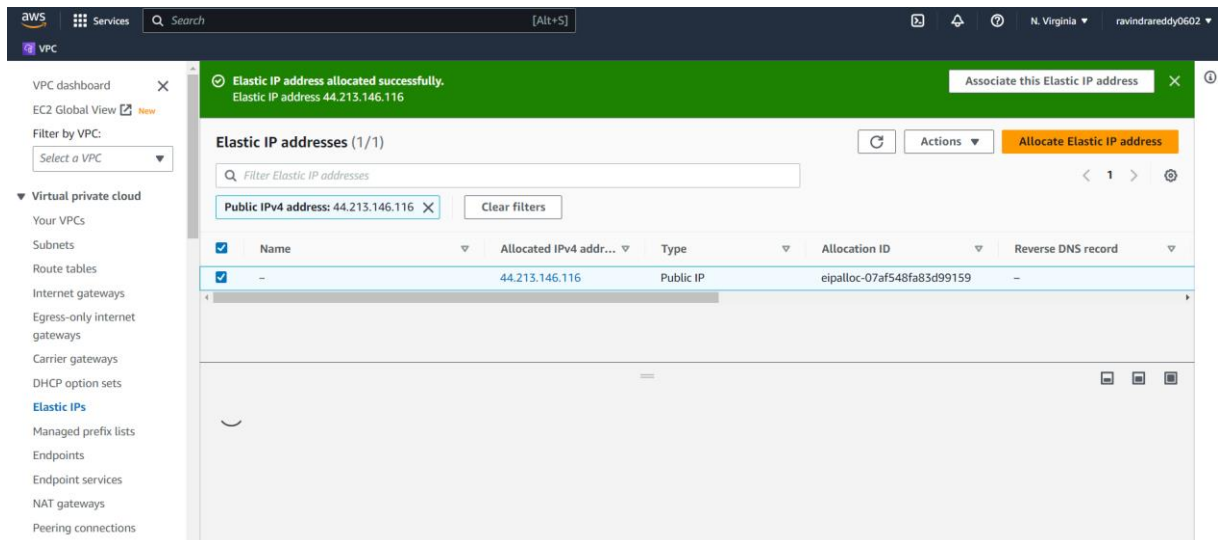 aws Services Search [Alt+S] N. Virginia ▼ ravindrareddy0602 ▼
VPC
VPC dashboard
EC2 Global View New
Filter by VPC:
Select a VPC
Virtual private cloud
Your VPCs
Subnets
Route tables
Internet gateways
Egress-only internet
gateways
Carrier gateways
DHCP option sets
Elastic IPs
Managed prefix lists
Endpoints
Endpoint services
NAT gateways
Peering connections
Elastic IP address allocated successfully.
Elastic IP address 44.213.146.116
Associate this Elastic IP address
Elastic IP addresses (1/1)
Actions ▼
Allocate Elastic IP address
Filter Elastic IP addresses
< 1 >
Public IPv4 address: 44.213.146.116
Clear filters
Name Allocated IPv4 addr... Type Allocation ID Reverse DNS record
– 44.213.146.116 Public IP eipalloc-07af548fa83d99159 –